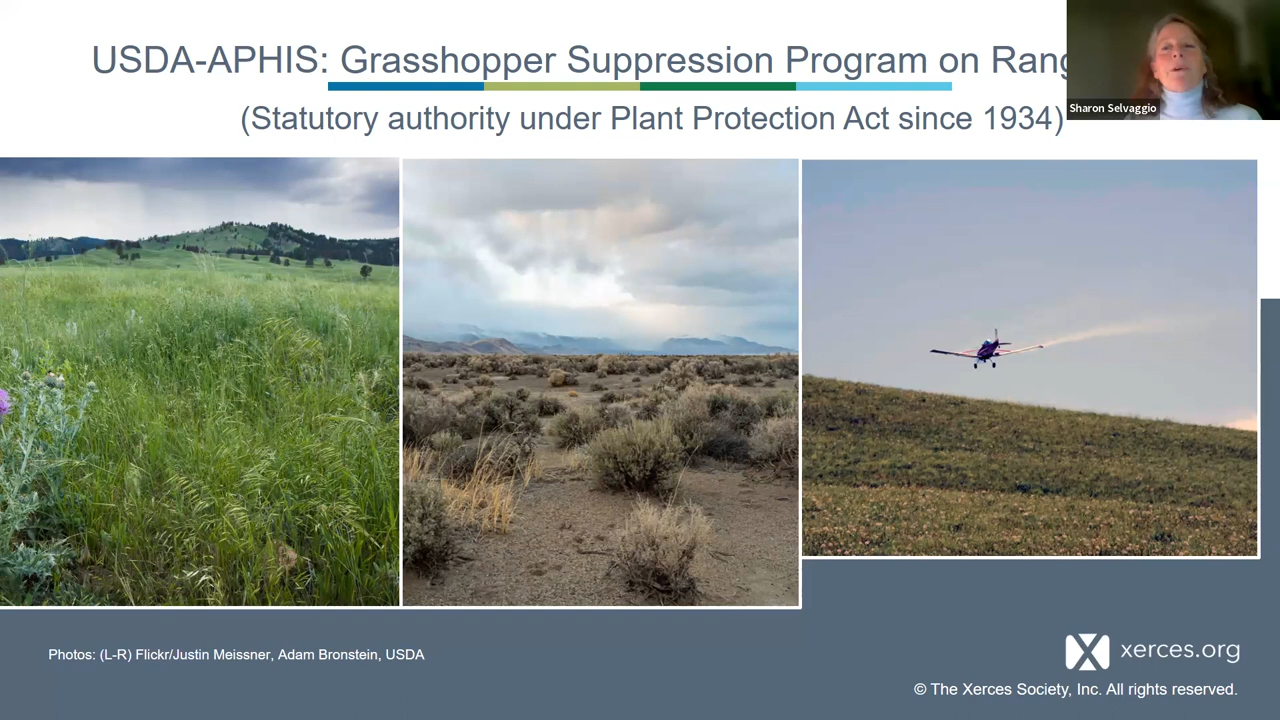 USDA-APHIS: Grasshopper Suppression Program on Rang
(Statutory authority under Plant Protection Act since 1934)
Sharon Selvaggio
Photos: (L-R) Flickr/Justin Meissner, Adam Bronstein, USDA
xerces.org
© The Xerces Society, Inc. All rights reserved.